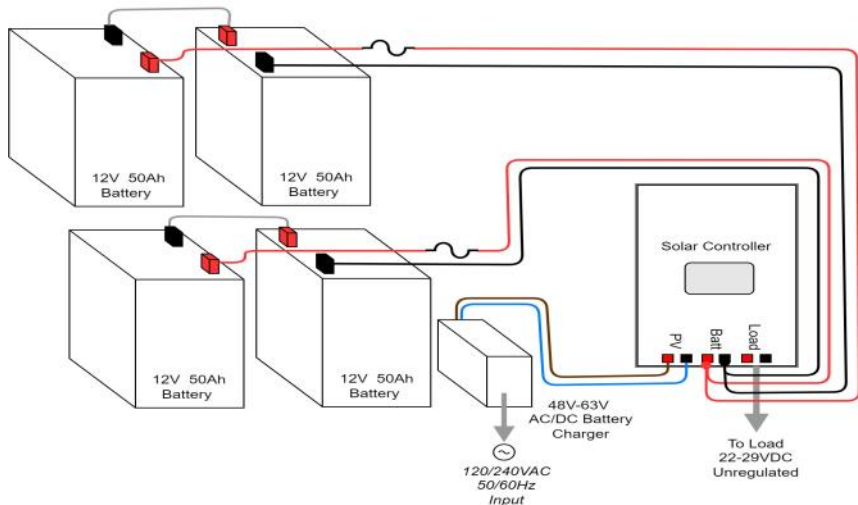 12V 50Ah
Battery
12V 50Ah
Battery
12V 50Ah
Battery
12V 50Ah
Battery
Solar Controller
PV
Batt
Load
48V-63V
AC/DC Battery
Charger
120/240VAC
50/60Hz
Input
To Load
22-29VDC
Unregulated